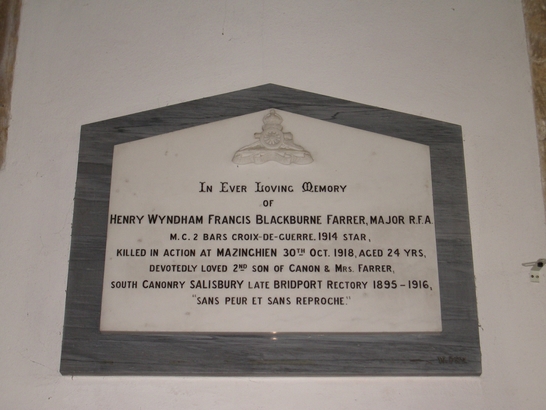 In Ever Loving Memory
OF
HENRY WYNDHAM FRANCIS BLACKBURNE FARRER, MAJOR R.F.A.
M.C. 2 BARS CROIX-DE-GUERRE. 1914 STAR,
KILLED IN ACTION AT MAZINGHIEN 30TH OCT. 1918, AGED 24 YRS,
DEVOTEDLY LOVED 2ND SON OF CANON & MRS. FARRER,
SOUTH CANONRY SALISBURY LATE BRIDPORT RECTORY 1895-1916,
"SANS PEUR ET SANS REPROCHE."